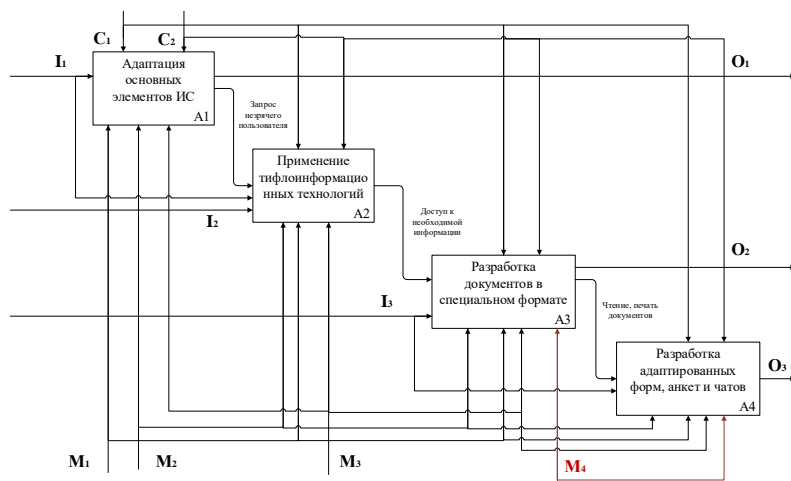 C1 C2
I1
Адаптация
основных
элементов ИС
A1
O1
Запрос
незрячего
пользователя
Применение
тифлоинформацио
нных технологий
A2
I2
Доступ к
необходимой
информации
O2
Разработка
документов в
специальном формате
A3
I3
Чтение, печать
документов
Разработка
адаптированных
форм, анкет и чатов
A4
O3
M1 M2 M3 M4